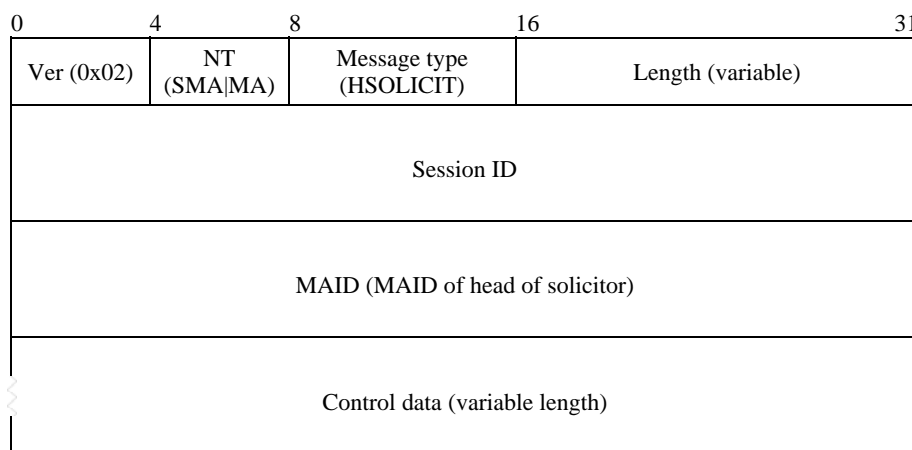 0 4 8 16 31
Ver (0x02)
NT
(SMA|MA)
Message type
(HSOLICIT)
Length (variable)
Session ID
MAID (MAID of head of solicitor)
Control data (variable length)